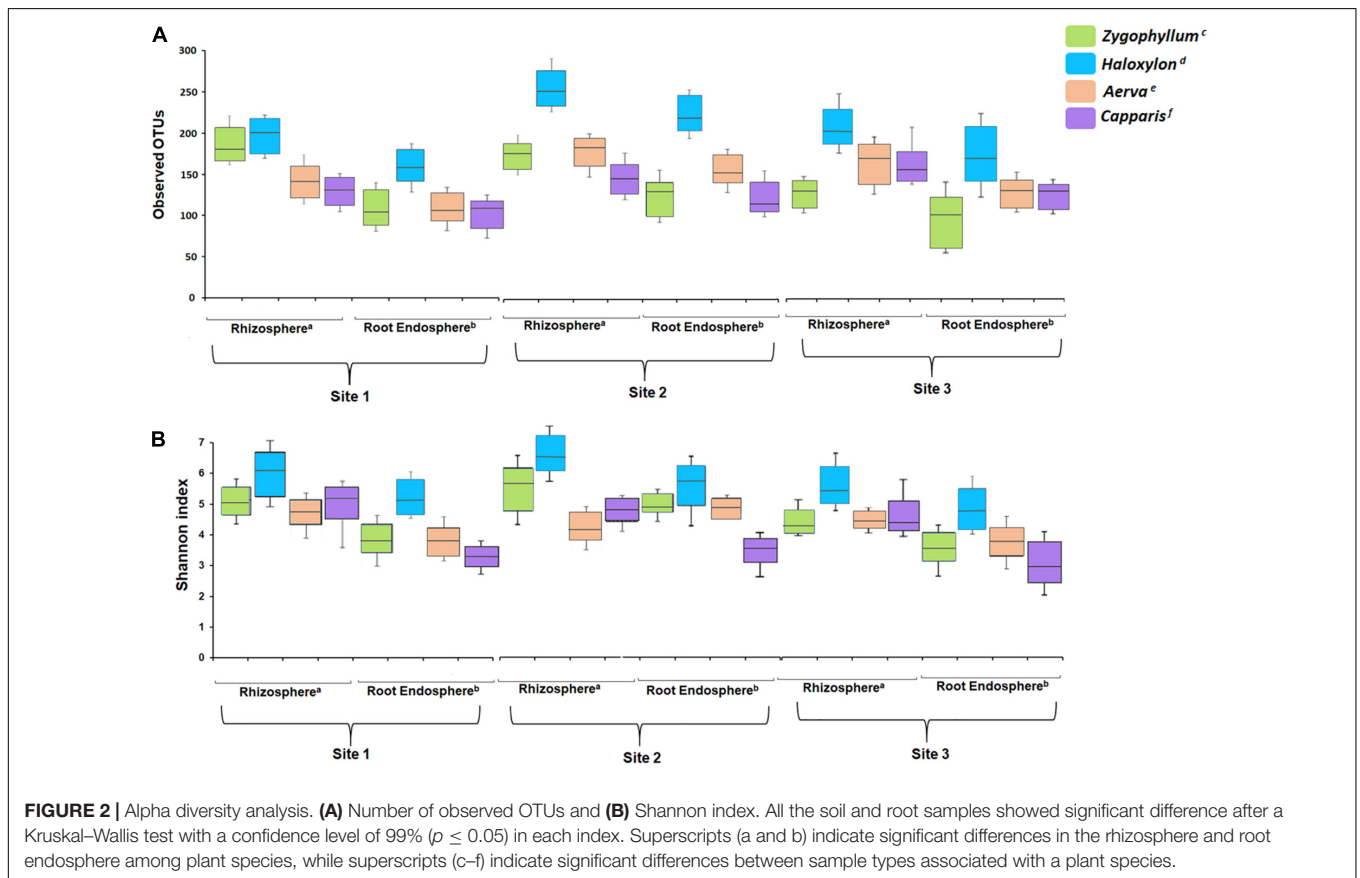 A
Zygophyllum c
Haloxylon d
Aerva e
Capparis f
Observed OTUs
300
250
200
150
100
50
0
Rhizosphere a
Root Endosphere b
Rhizosphere a
Root Endosphere b
Rhizosphere a
Root Endosphere b
Site 1
Site 2
Site 3
B
Shannon index
7
6
5
4
3
2
1
0
Rhizosphere a
Root Endosphere b
Rhizosphere a
Root Endosphere b
Rhizosphere a
Root Endosphere b
Site 1
Site 2
Site 3
FIGURE 2 | Alpha diversity analysis. (A) Number of observed OTUs and (B) Shannon index. All the soil and root samples showed significant difference after a
Kruskal–Wallis test with a confidence level of 99% (p ≤ 0.05) in each index. Superscripts (a and b) indicate significant differences in the rhizosphere and root
endosphere among plant species, while superscripts (c–f) indicate significant differences between sample types associated with a plant species.